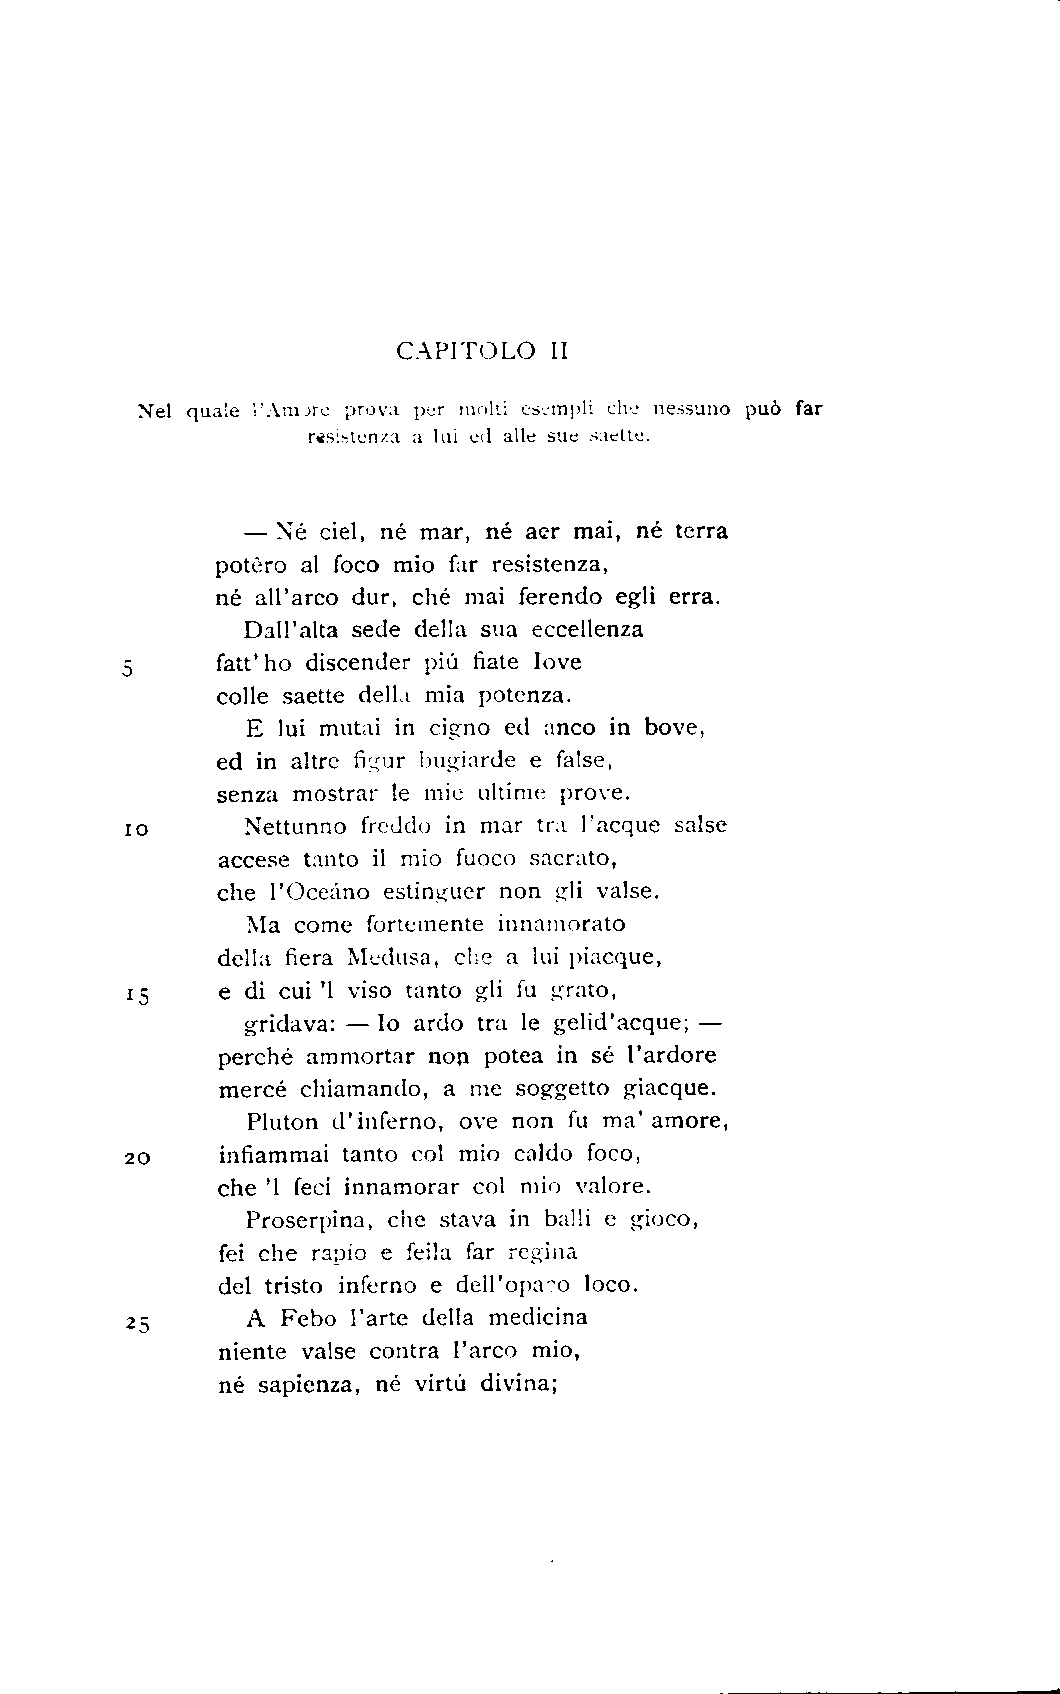 CAPITOLO II
Nel quale l'Amore prova per molti esempli che nessuno può far
resistenza a lui ed alle sue saette.
— Né ciel, né mar, né aer mai, né terra
potêro al foco mio far resistenza,
né all'arco dur, ché mai ferendo egli erra.
Dall'alta sede della sua eccellenza
5 fatt'ho discender piú fiate Iove
colle saette della mia potenza.
E lui mutai in cigno ed anco in bove,
ed in altre figur bugiarde e false,
senza mostrar le mie ultime prove.
10 Nettunno freddo in mar tra l'acque salse
accese tanto il mio fuoco sacrato,
che l'Oceáno estinguer non gli valse.
Ma come fortemente innamorato
della fiera Medusa, che a lui piacque,
15 e di cui 'l viso tanto gli fu grato,
gridava: — Io ardo tra le gelid'acque; —
perché ammortar non potea in sé l'ardore
mercé chiamando, a me soggetto giacque.
Pluton d'inferno, ove non fu ma' amore,
20 infiammai tanto col mio caldo foco,
che 'l feci innamorar col mio valore.
Proserpina, che stava in balli e gioco,
fei che rapío e feila far regina
del tristo inferno e dell'opaco loco.
25 A Febo l'arte della medicina
niente valse contra l'arco mio,
né sapienza, né virtú divina;